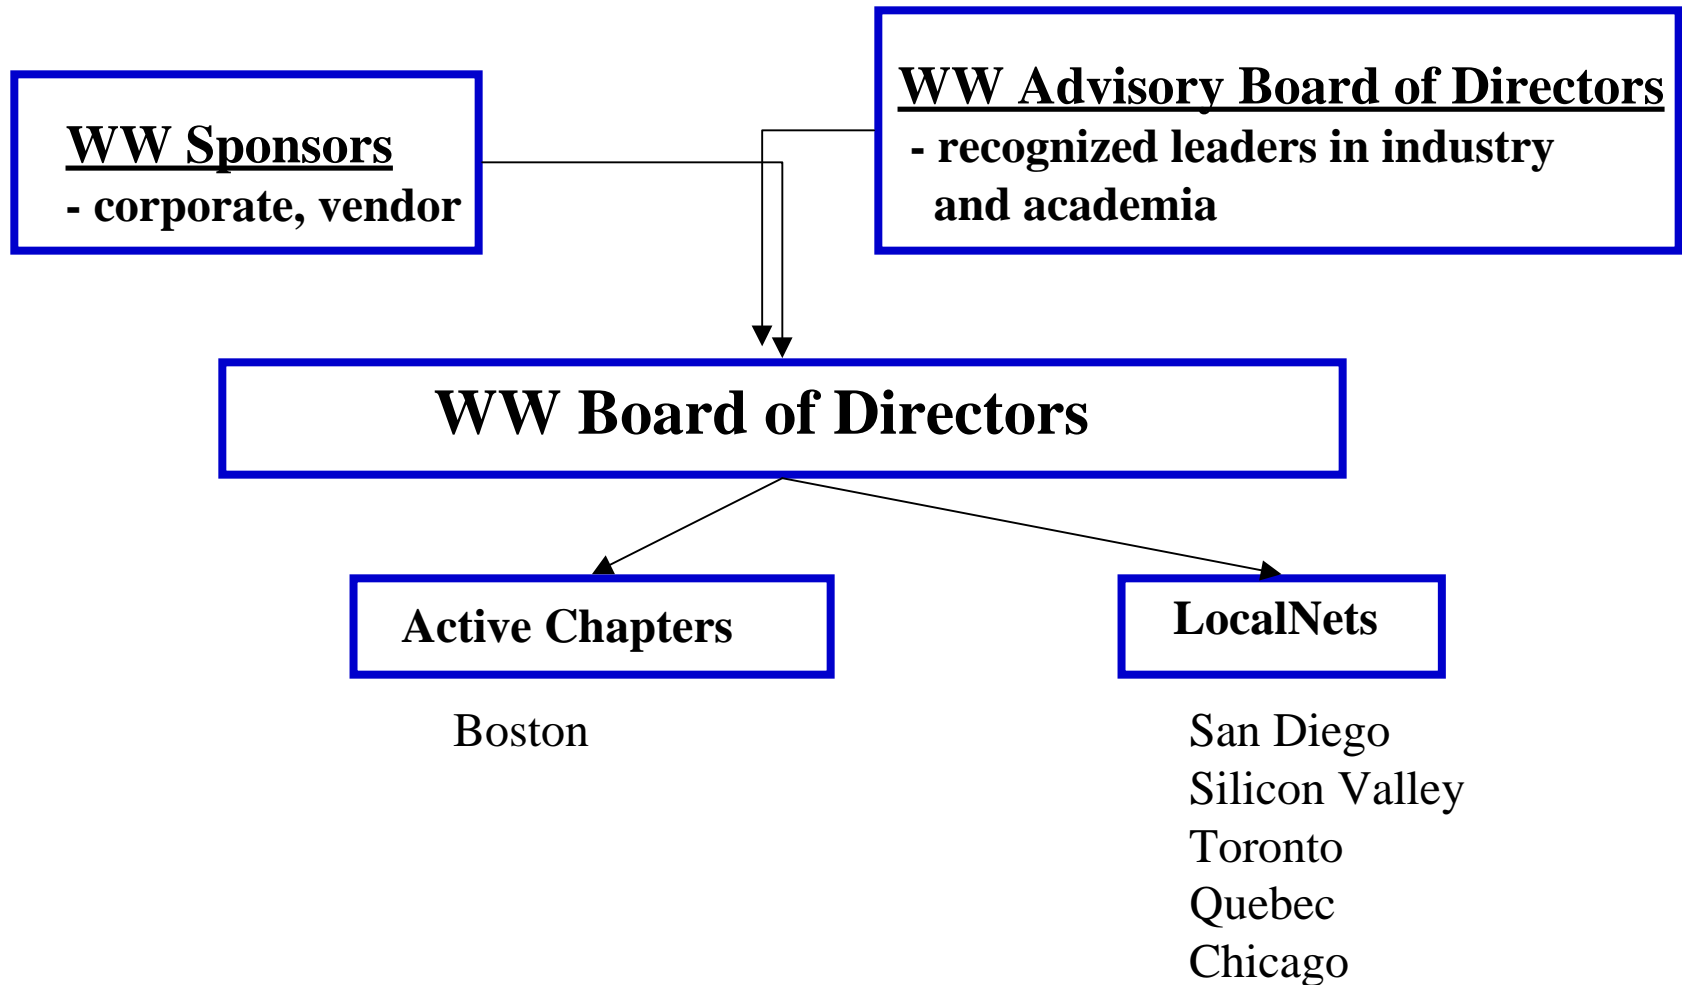 WW Sponsors
- corporate, vendor
WW Advisory Board of Directors
- recognized leaders in industry
and academia
WW Board of Directors
Active Chapters
Boston
LocalNets
San Diego
Silicon Valley
Toronto
Quebec
Chicago